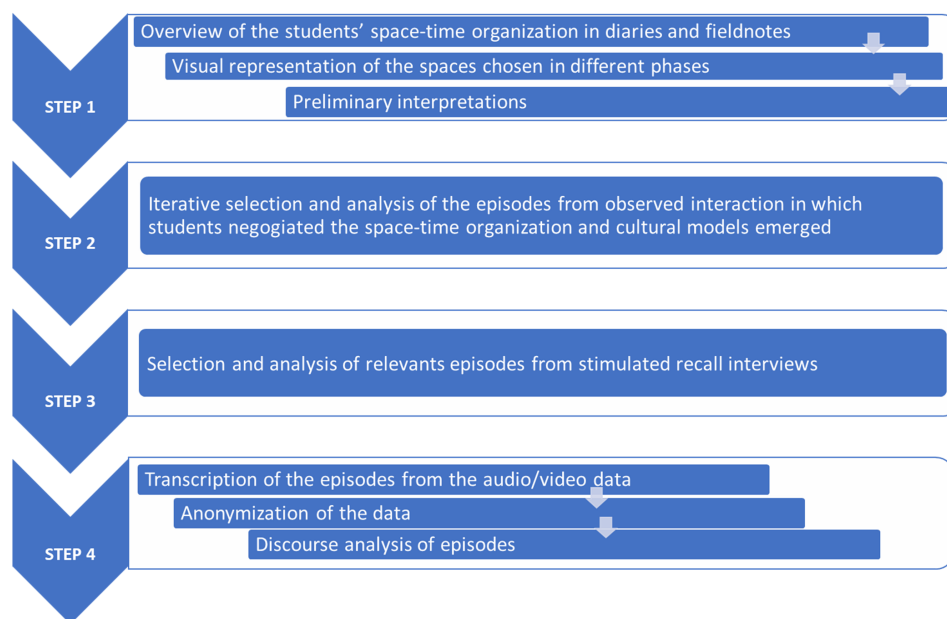 STEP 1
Overview of the students' space-time organization in diaries and fieldnotes
Visual representation of the spaces chosen in different phases
Preliminary interpretations
STEP 2
Iterative selection and analysis of the episodes from observed interaction in which
students negogiated the space-time organization and cultural models emerged
STEP 3
Selection and analysis of relevants episodes from stimulated recall interviews
STEP 4
Transcription of the episodes from the audio/video data
Anonymization of the data
Discourse analysis of episodes